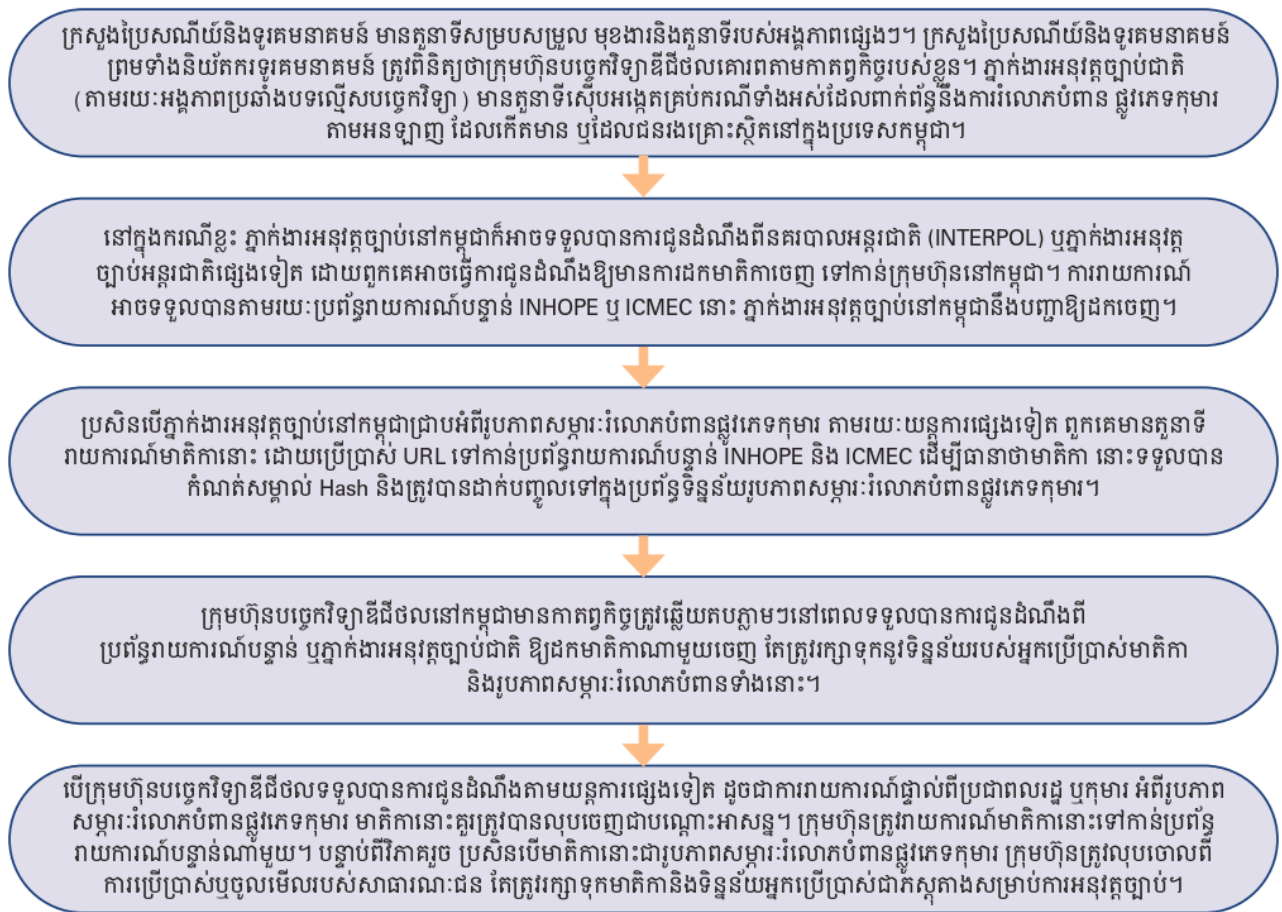 ក្រសួងប្រៃសណីយ៍និងទូរគមនាគមន៍ មានតួនាទីសម្របសម្រួល មុខងារនិងតួនាទីរបស់អង្គភាពផ្សេងៗ។ ក្រសួងប្រៃសណីយ៍និងទូរគមនាគមន៍
ព្រមទាំងនិយ័តករទូរគមនាគមន៍ ត្រូវពិនិត្យថាក្រុមហ៊ុនបច្ចេកវិទ្យាឌីជីថលគោរពតាមកាតព្វកិច្ចរបស់ខ្លួន។ ភ្នាក់ងារអនុវត្តច្បាប់ជាតិ
(តាមរយៈអង្គភាពប្រឆាំងបទល្មើសបច្ចេកវិទ្យា) មានតួនាទីស៊ើបអង្កេតគ្រប់ករណីទាំងអស់ដែលពាក់ព័ន្ធនឹងការរំលោភបំពាន ផ្លូវភេទកុមារ
តាមអនឡាញ ដែលកើតមាន ឬដែលជនរងគ្រោះស្ថិតនៅក្នុងប្រទេសកម្ពុជា។
នៅក្នុងករណីខ្លះ ភ្នាក់ងារអនុវត្តច្បាប់នៅកម្ពុជាក៏អាចទទួលបានការជូនដំណឹងពីនគរបាលអន្តរជាតិ (INTERPOL) ឬភ្នាក់ងារអនុវត្ត
ច្បាប់អន្តរជាតិផ្សេងទៀត ដោយពួកគេអាចធ្វើការជូនដំណឹងឱ្យមានការដកមាតិកាចេញ ទៅកាន់ក្រុមហ៊ុននៅកម្ពុជា។ ការរាយការណ៍
អាចទទួលបានតាមរយៈប្រព័ន្ធរាយការណ៍បន្ទាន់ INHOPE ឬ ICMEC នោះ ភ្នាក់ងារអនុវត្តច្បាប់នៅកម្ពុជានឹងបញ្ជាឱ្យដកចេញ។
ប្រសិនបើភ្នាក់ងារអនុវត្តច្បាប់នៅកម្ពុជាជ្រាបអំពីរូបភាពសម្ភារៈរំលោភបំពានផ្លូវភេទកុមារ តាមរយៈយន្តការផ្សេងទៀត ពួកគេមានតួនាទី
រាយការណ៍មាតិកានោះ ដោយប្រើប្រាស់ URL ទៅកាន់ប្រព័ន្ធរាយការណ៍បន្ទាន់ INHOPE និង ICMEC ដើម្បីធានាថាមាតិកា នោះទទួលបាន
កំណត់សម្គាល់ Hash និងត្រូវបានដាក់បញ្ចូលទៅក្នុងប្រព័ន្ធទិន្នន័យរូបភាពសម្ភារៈរំលោភបំពានផ្លូវភេទកុមារ។
ក្រុមហ៊ុនបច្ចេកវិទ្យាឌីជីថលនៅកម្ពុជាមានកាតព្វកិច្ចត្រូវឆ្លើយតបភ្លាមៗនៅពេលទទួលបានការជូនដំណឹងពី
ប្រព័ន្ធរាយការណ៍បន្ទាន់ ឬភ្នាក់ងារអនុវត្តច្បាប់ជាតិ ឱ្យដកមាតិកាណាមួយចេញ តែត្រូវរក្សាទុកនូវទិន្នន័យរបស់អ្នកប្រើប្រាស់មាតិកា
និងរូបភាពសម្ភារៈរំលោភបំពានទាំងនោះ។
បើក្រុមហ៊ុនបច្ចេកវិទ្យាឌីជីថលទទួលបានការជូនដំណឹងតាមយន្តការផ្សេងទៀត ដូចជាការរាយការណ៍ផ្ទាល់ពីប្រជាពលរដ្ឋ ឬកុមារ អំពីរូបភាព
សម្ភារៈរំលោភបំពានផ្លូវភេទកុមារ មាតិកានោះគួរត្រូវបានលុបចេញជាបណ្តោះអាសន្ន។ ក្រុមហ៊ុនត្រូវរាយការណ៍មាតិកានោះទៅកាន់ប្រព័ន្ធ
រាយការណ៍បន្ទាន់ណាមួយ។ បន្ទាប់ពីវិភាគរួច ប្រសិនបើមាតិកានោះជារូបភាពសម្ភារៈរំលោភបំពានផ្លូវភេទកុមារ ក្រុមហ៊ុនត្រូវលុបចោលពី
ការប្រើប្រាស់ឬចូលមើលរបស់សាធារណៈជន តែត្រូវរក្សាទុកមាតិកានិងទិន្នន័យអ្នកប្រើប្រាស់ជាភស្តុតាងសម្រាប់ការអនុវត្តច្បាប់។